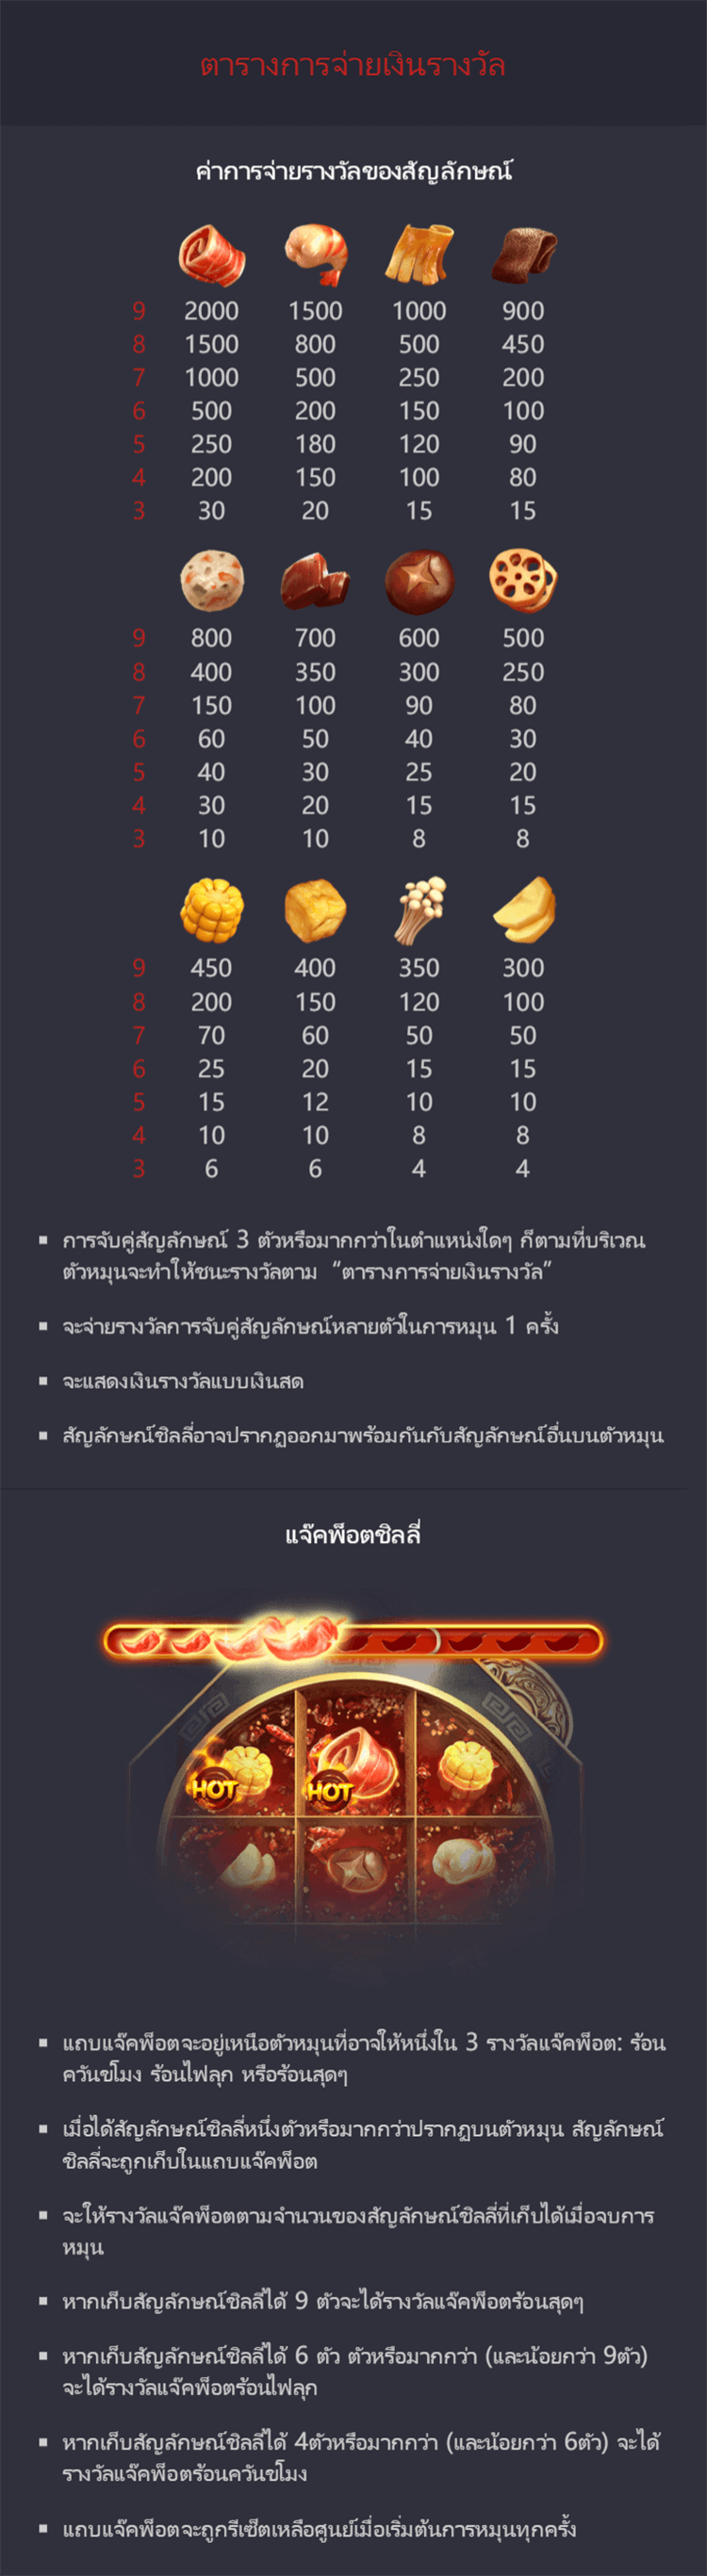 ตารางการจ่ายเงินรางวัล
ค่าการจ่ายรางวัลของสัญลักษณ์
9 2000 1500 1000 900
8 1500 800 500 450
7 1000 500 250 200
6 500 200 150 100
5 250 180 120 90
4 200 150 100 80
3 30 20 15 15
9 800 700 600 500
8 400 350 300 250
7 150 100 90 80
6 60 50 40 30
5 40 30 25 20
4 30 20 15 15
3 10 10 8 8
9 450 400 350 300
8 200 150 120 100
7 70 60 50 50
6 25 20 15 15
5 15 12 10 10
4 10 10 8 8
3 6 6 4 4
▪ การจับคู่สัญลักษณ์ 3 ตัวหรือมากกว่าในตำแหน่งใดๆ ก็ตามที่บริเวณ
ตัวหมุนจะทำให้ชนะรางวัลตาม “ตารางการจ่ายเงินรางวัล”
▪ จะจ่ายรางวัลการจับคู่สัญลักษณ์หลายตัวในการหมุน 1 ครั้ง
▪ จะแสดงเงินรางวัลแบบเงินสด
▪ สัญลักษณ์ชิลลี่อาจปรากฏออกมาพร้อมกันกับสัญลักษณ์อื่นบนตัวหมุน
แจ๊คพ็อตชิลลี่
HOT HOT
▪ แถบแจ๊คพ็อตจะอยู่เหนือตัวหมุนที่อาจให้หนึ่งใน 3 รางวัลแจ๊คพ็อต: ร้อน
ควันขโมง ร้อนไฟลุก หรือร้อนสุดๆ
▪ เมื่อได้สัญลักษณ์ชิลลี่หนึ่งตัวหรือมากกว่าปรากฏบนตัวหมุน สัญลักษณ์
ชิลลี่จะถูกเก็บในแถบแจ๊คพ็อต
▪ จะให้รางวัลแจ๊คพ็อตตามจำนวนของสัญลักษณ์ชิลลี่ที่เก็บได้เมื่อจบการ
หมุน
▪ หากเก็บสัญลักษณ์ชิลลี่ได้ 9 ตัวจะได้รางวัลแจ๊คพ็อตร้อนสุดๆ
▪ หากเก็บสัญลักษณ์ชิลลี่ได้ 6 ตัว ตัวหรือมากกว่า (และน้อยกว่า 9ตัว)
จะได้รางวัลแจ๊คพ็อตร้อนไฟลุก
▪ หากเก็บสัญลักษณ์ชิลลี่ได้ 4ตัวหรือมากกว่า (และน้อยกว่า 6ตัว) จะได้
รางวัลแจ๊คพ็อตร้อนควันขโมง
▪ แถบแจ๊คพ็อตจะถูกรีเซ็ตเหลือศูนย์เมื่อเริ่มต้นการหมุนทุกครั้ง